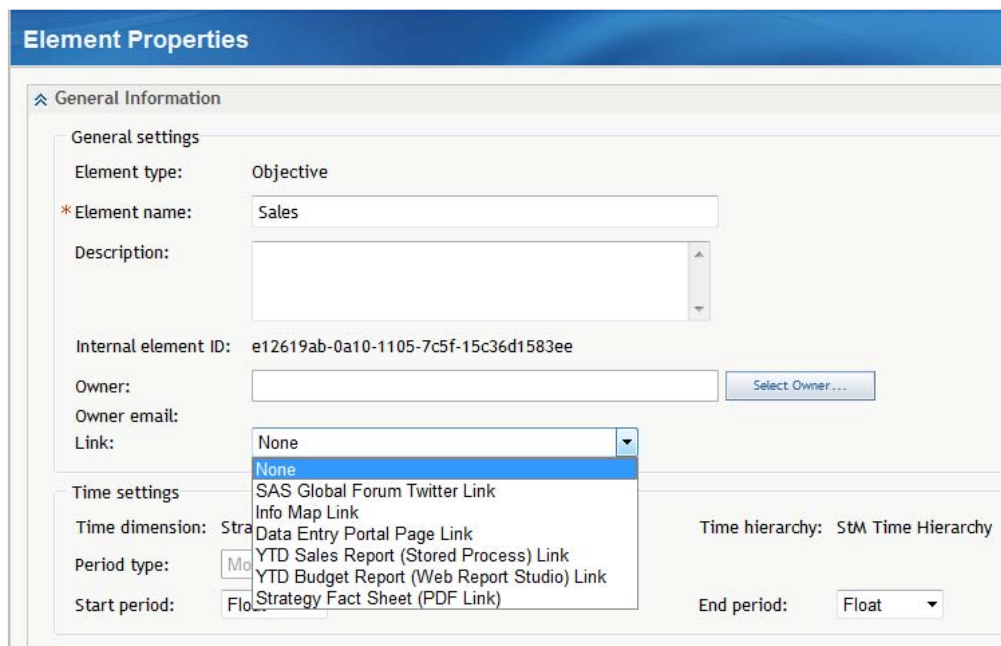 Element Properties
General Information
General settings
Element type: Objective
*Element name: Sales
Description:
Internal element ID: e12619ab-0a10-1105-7c5f-15c36d1583ee
Owner: Select Owner...
Owner email:
Link: None
None
SAS Global Forum Twitter Link
Info Map Link
Data Entry Portal Page Link
YTD Sales Report (Stored Process) Link
YTD Budget Report (Web Report Studio) Link
Strategy Fact Sheet (PDF Link)
Time settings
Time dimension: Time hierarchy: StM Time Hierarchy
Period type:
Start period: End period: Float